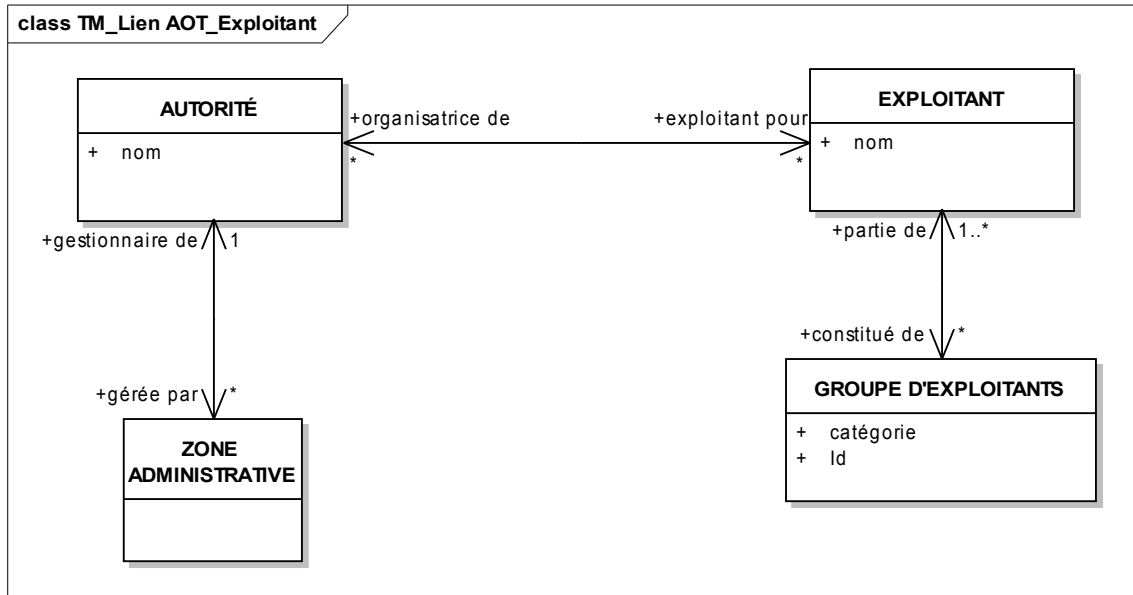 class TM_Lien AOT_Exploitant
AUTORITÉ
+ nom
+organisatrice de
*
+exploitant pour
*
EXPLOITANT
+ nom
+gestionnaire de
1
+partie de
1..*
+gérée par
*
+constitué de
*
ZONE
ADMINISTRATIVE
GROUPE D'EXPLOITANTS
+ catégorie
+ Id